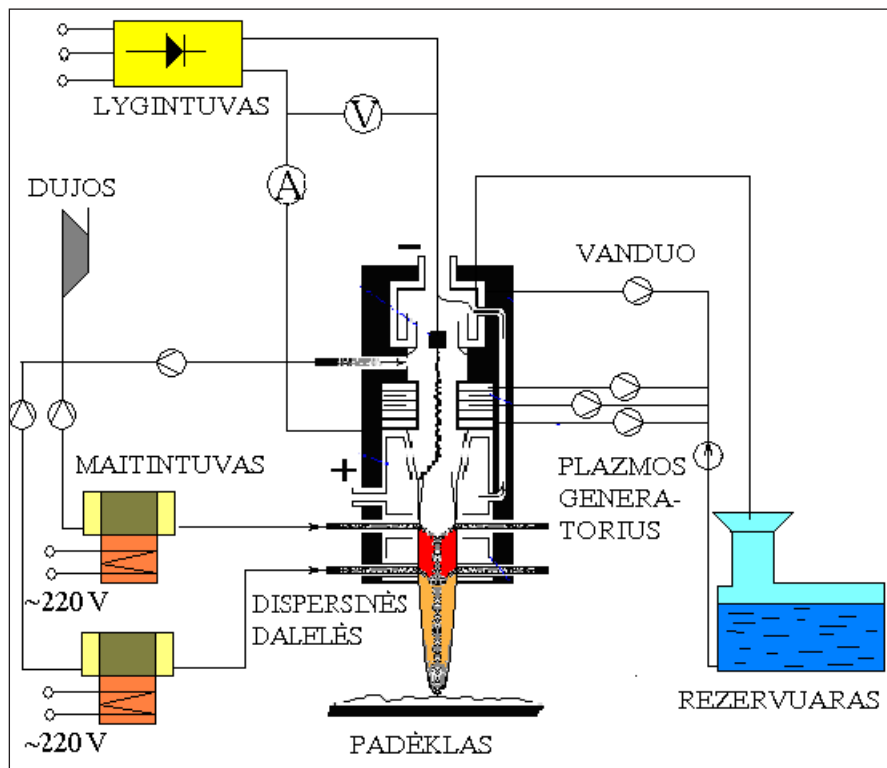 LYGINTUVAS
V
A
DUJOS
−
VANDUO
+
MAITINTUVAS
PLAZMOS
GENERA-
TORIUS
~220 V
DISPERSINĖS
DALELĖS
REZERVUARAS
~220 V
PADĖKLAS